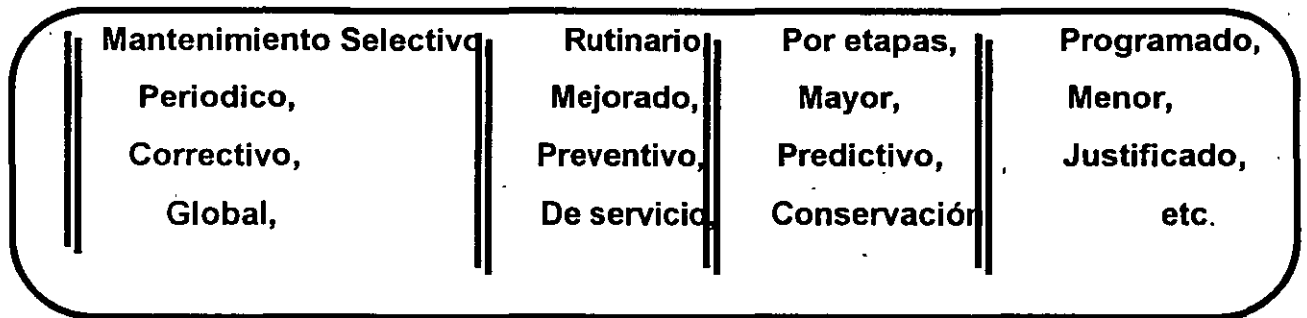 Mantenimiento Selectivo Rutinario, Por etapas, Programado,
Periodico, Mejorado, Mayor, Menor,
Correctivo, Preventivo, Predictivo, Justificado,
Global, De servicio, Conservación etc.